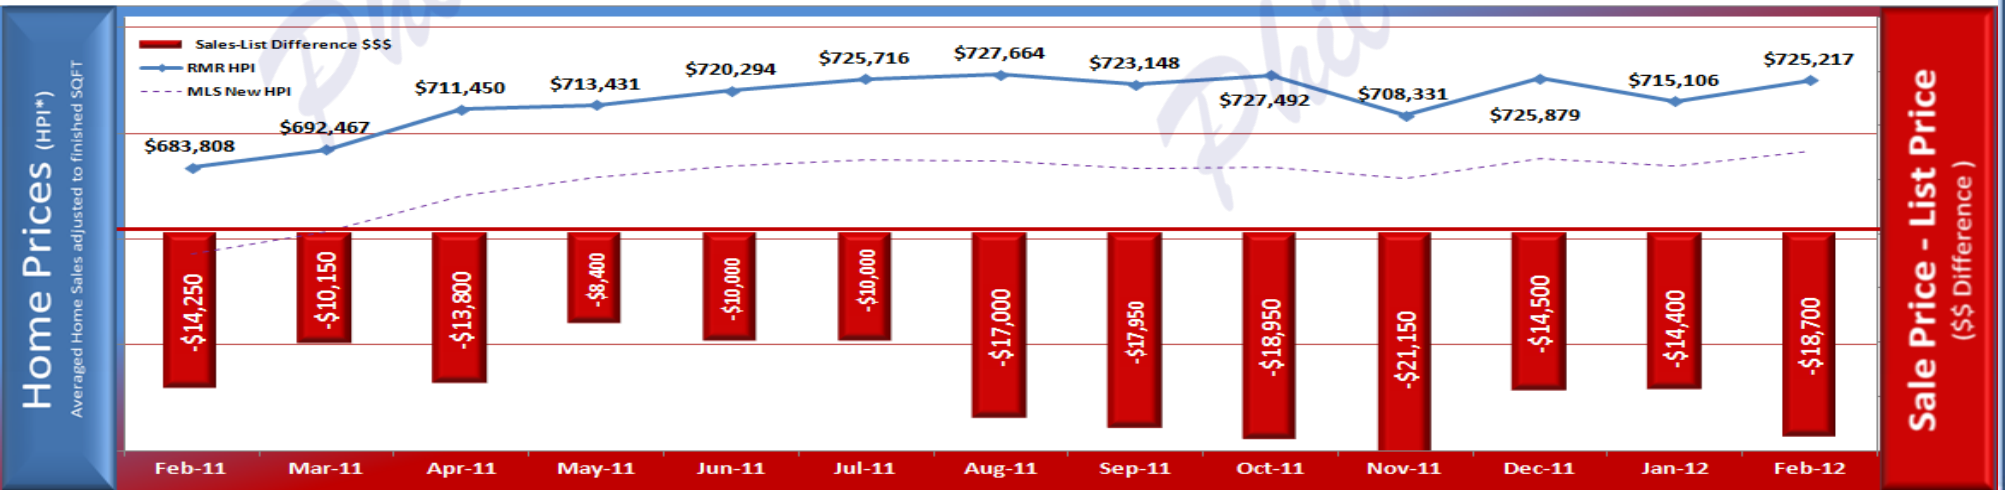 Home Prices (HPI*)
Averaged Home Sales adjusted to finished SQFT
Sales-List Difference $$$
RMR HPI
MLS New HPI
$683,808
$692,467
$711,450
$713,431
$720,294
$725,716
$727,664
$723,148
$727,492
$708,331
$725,879
$715,106
$725,217
-$14,250
-$10,150
-$13,800
-$8,400
-$10,000
-$10,000
-$17,000
-$17,950
-$18,950
-$21,150
-$14,500
-$14,400
-$18,700
Feb-11
Mar-11
Apr-11
May-11
Jun-11
Jul-11
Aug-11
Sep-11
Oct-11
Nov-11
Dec-11
Jan-12
Feb-12
Sale Price - List Price
($$ Difference )